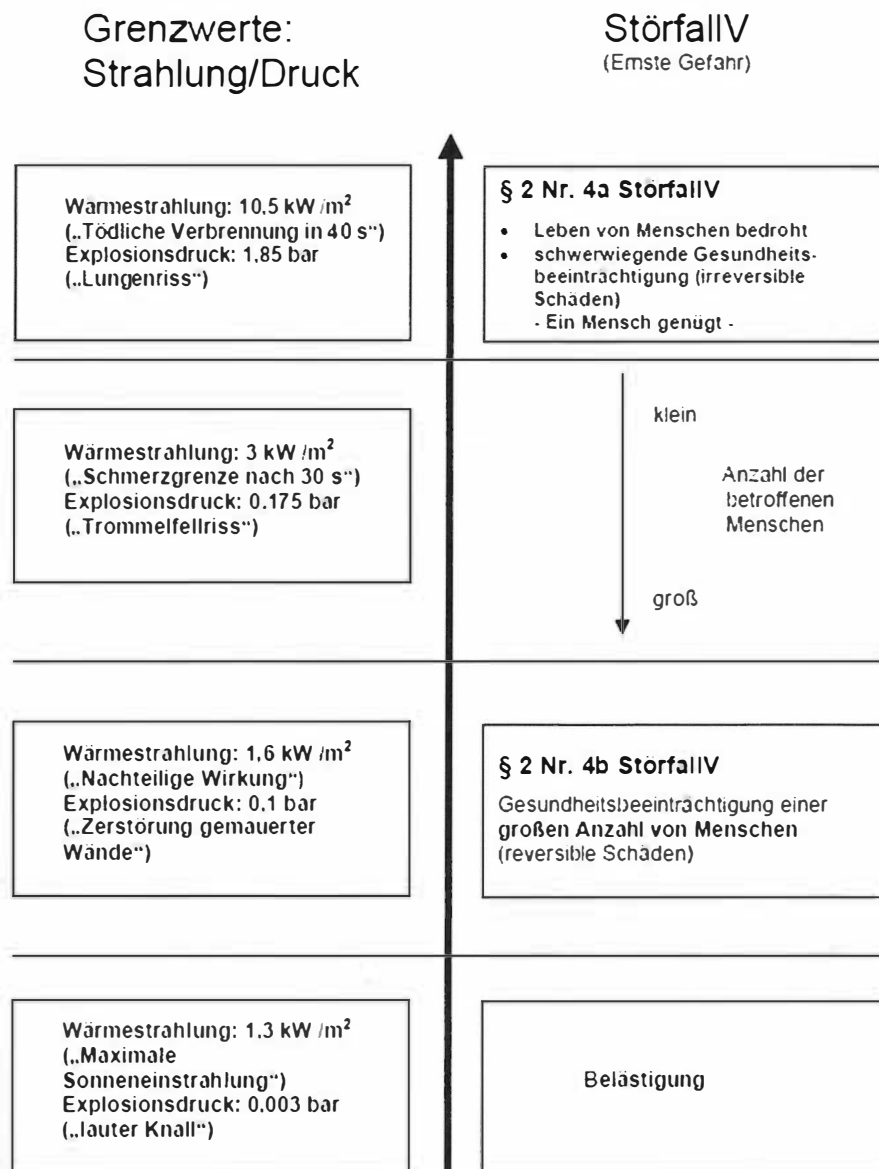 Grenzwerte:
Strahlung/Druck
StörfallV
(Ernste Gefahr)
Wärmestrahlung: 10,5 kW/m²
(„Tödliche Verbrennung in 40 s“)
Explosionsdruck: 1,85 bar
(„Lungenriss“)
§ 2 Nr. 4a StörfallV
• Leben von Menschen bedroht
• schwerwiegende Gesundheits-
beeinträchtigung (irreversible
Schäden)
- Ein Mensch genügt -
Wärmestrahlung: 3 kW/m²
(„Schmerzgrenze nach 30 s“)
Explosionsdruck: 0.175 bar
(„Trommelfellriss“)
klein
Anzahl der
betroffenen
Menschen
groß
Wärmestrahlung: 1,6 kW/m²
(„Nachteilige Wirkung“)
Explosionsdruck: 0,1 bar
(„Zerstörung gemauerter
Wände“)
§ 2 Nr. 4b StörfallV
Gesundheitsbeeinträchtigung einer
großen Anzahl von Menschen
(reversible Schäden)
Wärmestrahlung: 1,3 kW/m²
(„Maximale
Sonneneinstrahlung“)
Explosionsdruck: 0,003 bar
(„lauter Knall“)
Belästigung